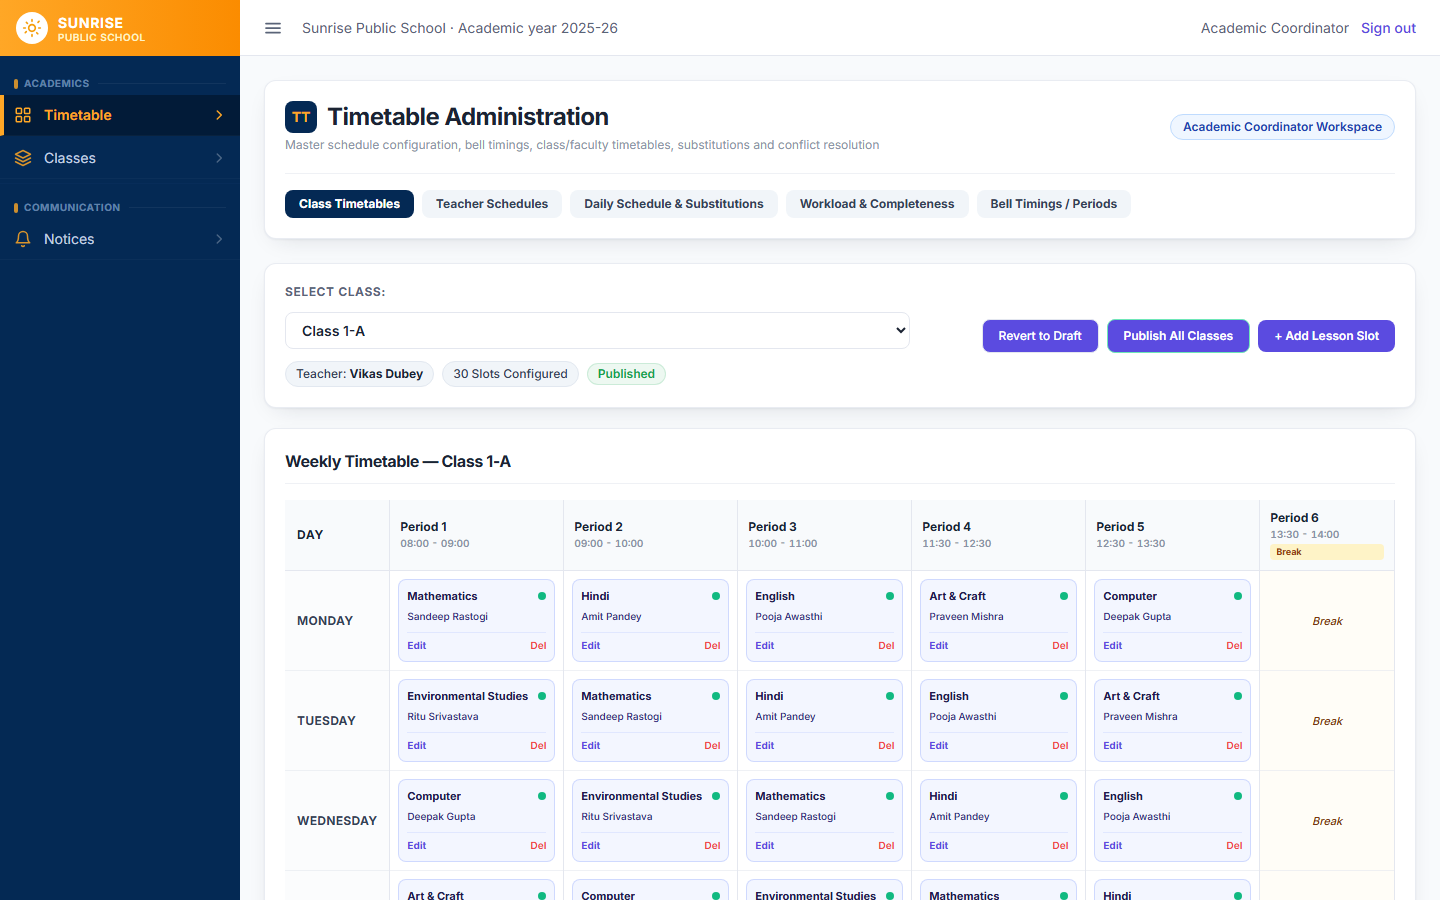 SUNRISE
PUBLIC SCHOOL
Sunrise Public School · Academic year 2025-26
Academic Coordinator
Sign out
ACADEMICS
Timetable
Classes
COMMUNICATION
Notices
TT
Timetable Administration
Master schedule configuration, bell timings, class/faculty timetables, substitutions and conflict resolution
Academic Coordinator Workspace
Class Timetables
Teacher Schedules
Daily Schedule & Substitutions
Workload & Completeness
Bell Timings / Periods
SELECT CLASS:
Class 1-A
Revert to Draft
Publish All Classes
+ Add Lesson Slot
Teacher: Vikas Dubey
30 Slots Configured
Published
Weekly Timetable — Class 1-A
DAY
Period 1
08:00 - 09:00
Period 2
09:00 - 10:00
Period 3
10:00 - 11:00
Period 4
11:30 - 12:30
Period 5
12:30 - 13:30
Period 6
13:30 - 14:00
Break
MONDAY
Mathematics
Sandeep Rastogi
Edit Del
Hindi
Amit Pandey
Edit Del
English
Pooja Awasthi
Edit Del
Art & Craft
Praveen Mishra
Edit Del
Computer
Deepak Gupta
Edit Del
Break
TUESDAY
Environmental Studies
Ritu Srivastava
Edit Del
Mathematics
Sandeep Rastogi
Edit Del
Hindi
Amit Pandey
Edit Del
English
Pooja Awasthi
Edit Del
Art & Craft
Praveen Mishra
Edit Del
Break
WEDNESDAY
Computer
Deepak Gupta
Edit Del
Environmental Studies
Ritu Srivastava
Edit Del
Mathematics
Sandeep Rastogi
Edit Del
Hindi
Amit Pandey
Edit Del
English
Pooja Awasthi
Edit Del
Break
Art & Craft
Computer
Environmental Studies
Mathematics
Hindi